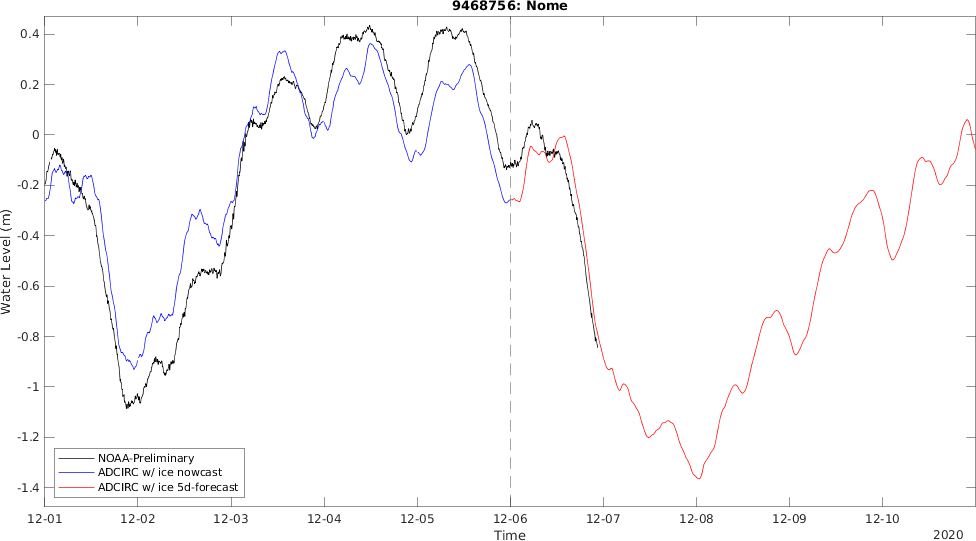 9468756: Nome
0.4
0.2
0
-0.2
-0.4
-0.6
-0.8
-1
-1.2
-1.4
Water Level (m)
NOAA-Preliminary
ADCIRC w/ ice nowcast
ADCIRC w/ ice 5d-forecast
12-01 12-02 12-03 12-04 12-05 12-06 12-07 12-08 12-09 12-10
Time
2020